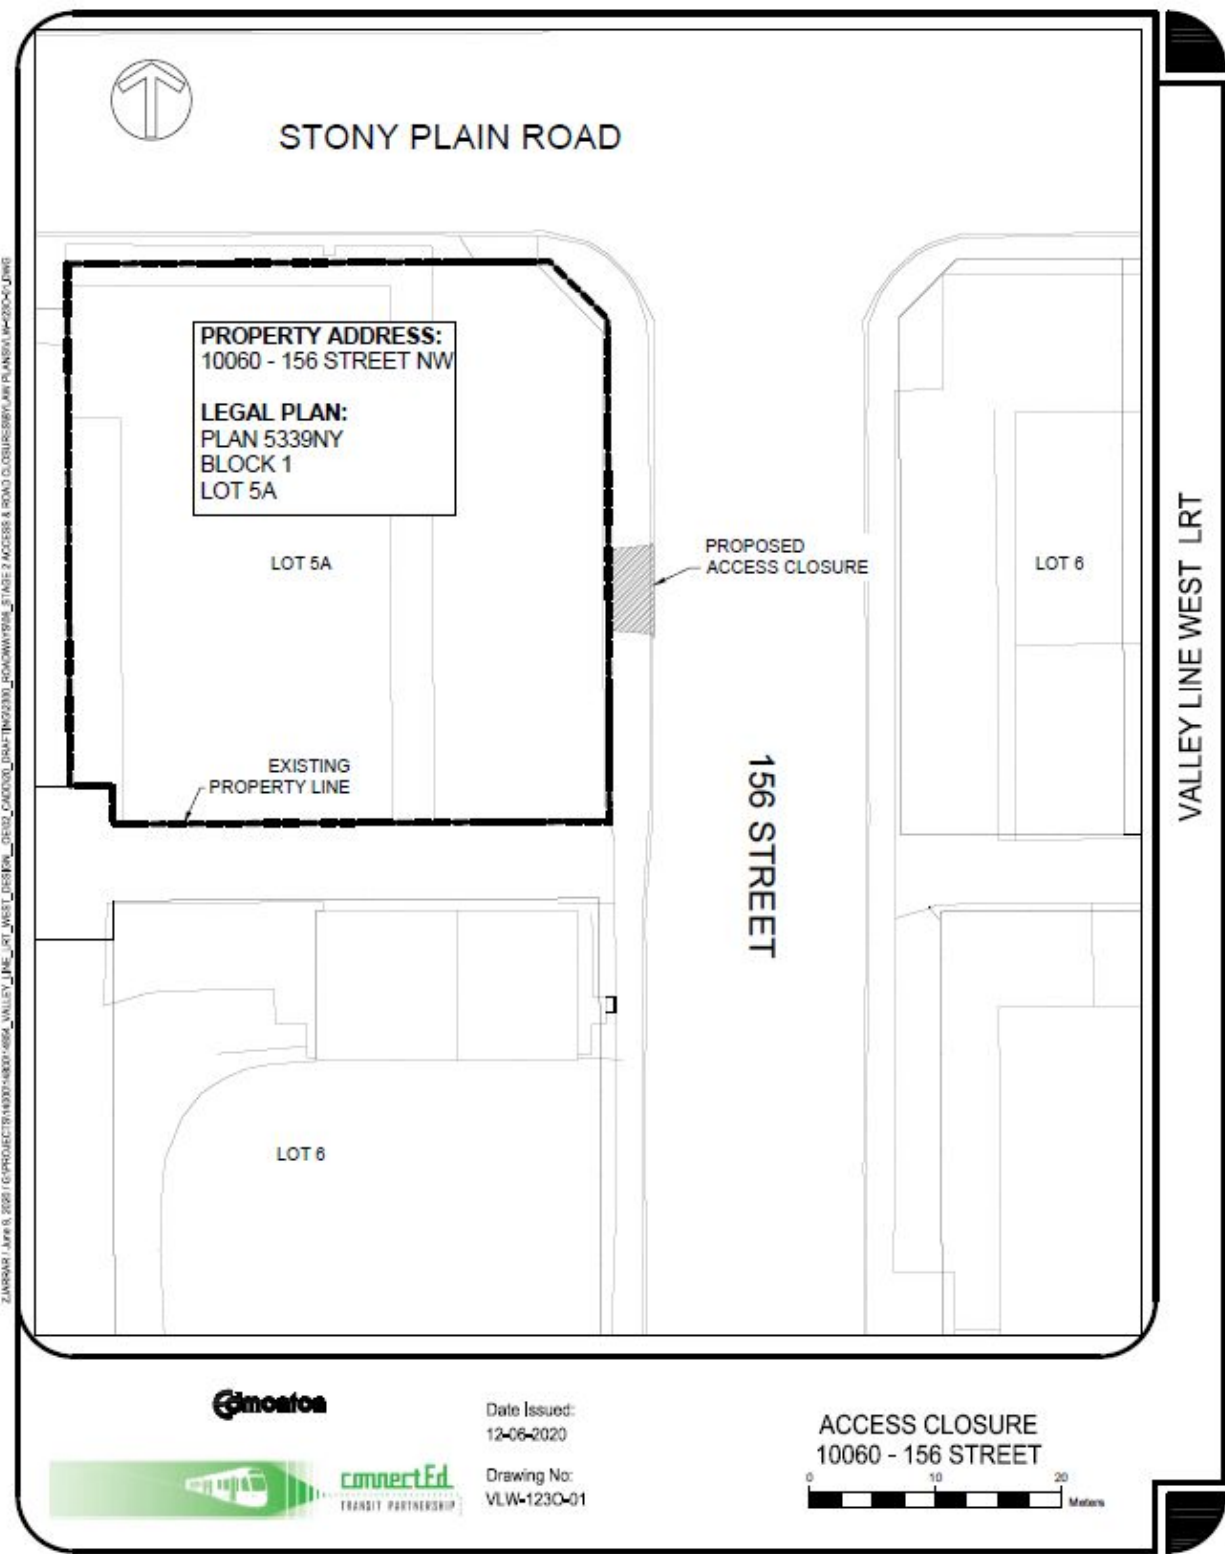 STONY PLAIN ROAD
PROPERTY ADDRESS:
10060 - 156 STREET NW
LEGAL PLAN:
PLAN 5339NY
BLOCK 1
LOT 5A
LOT 5A
PROPOSED
ACCESS CLOSURE
LOT 6
EXISTING
PROPERTY LINE
156 STREET
LOT 6
VALLEY LINE WEST LRT
Edmonton
connectEd
TRANSIT PARTNERSHIP
Date Issued:
12-06-2020
Drawing No:
VLW-123O-01
ACCESS CLOSURE
10060 - 156 STREET
0 10 20
Meters